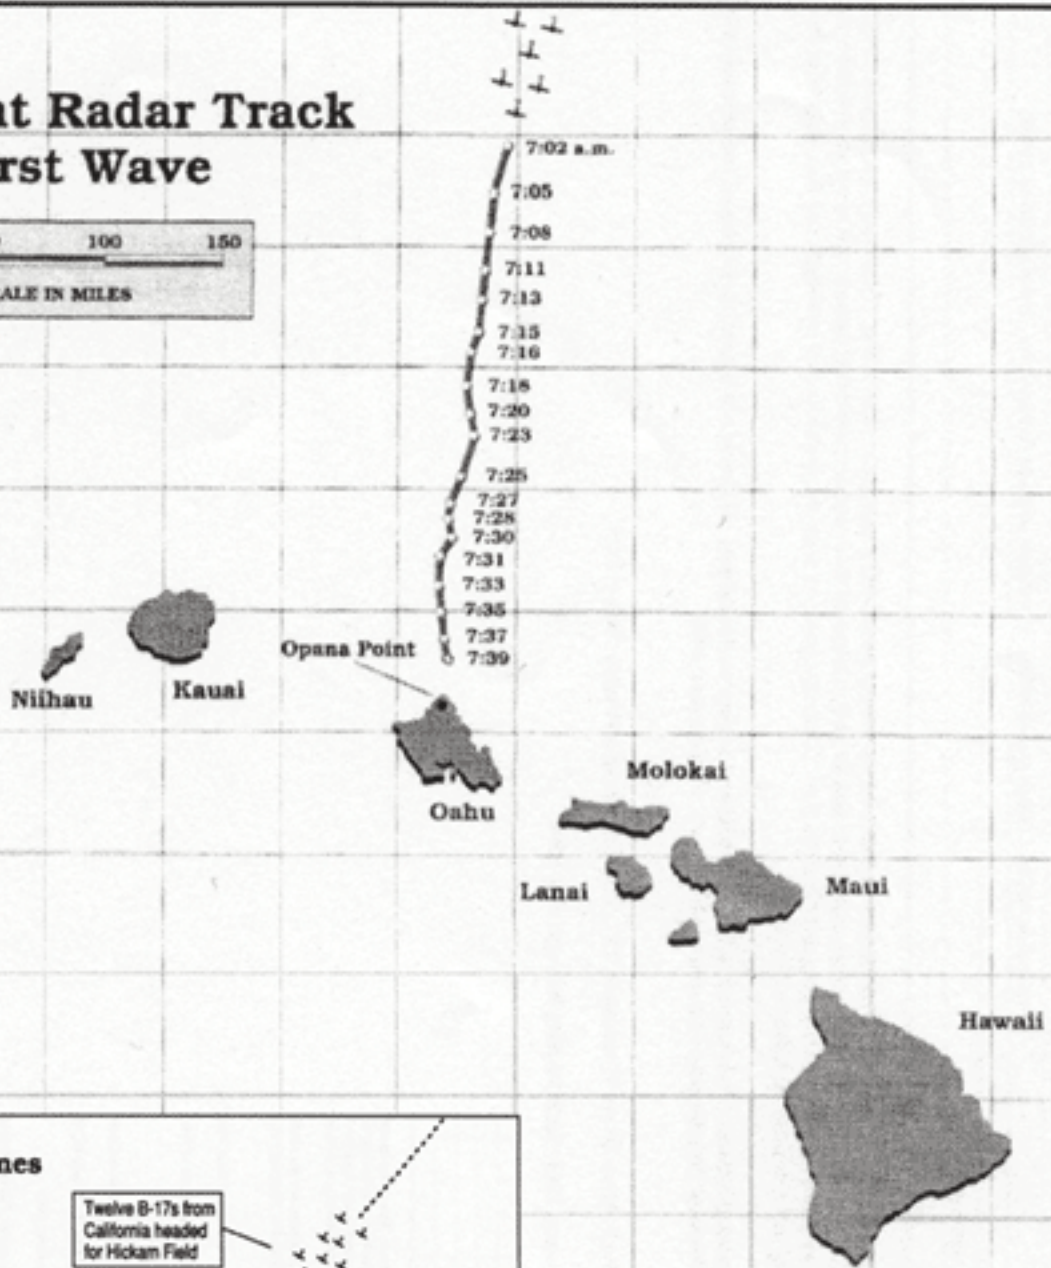 nt Radar Track
rst Wave
100 150
ALE IN MILES
7:02 a.m.
7:05
7:08
7:11
7:13
7:15
7:16
7:18
7:20
7:23
7:25
7:27
7:28
7:30
7:31
7:33
7:35
7:37
7:39
Opana Point
Niihau
Kauai
Oahu
Molokai
Lanai
Maui
Hawaii
nes
Twelve B-17s from
California headed
for Hickam Field